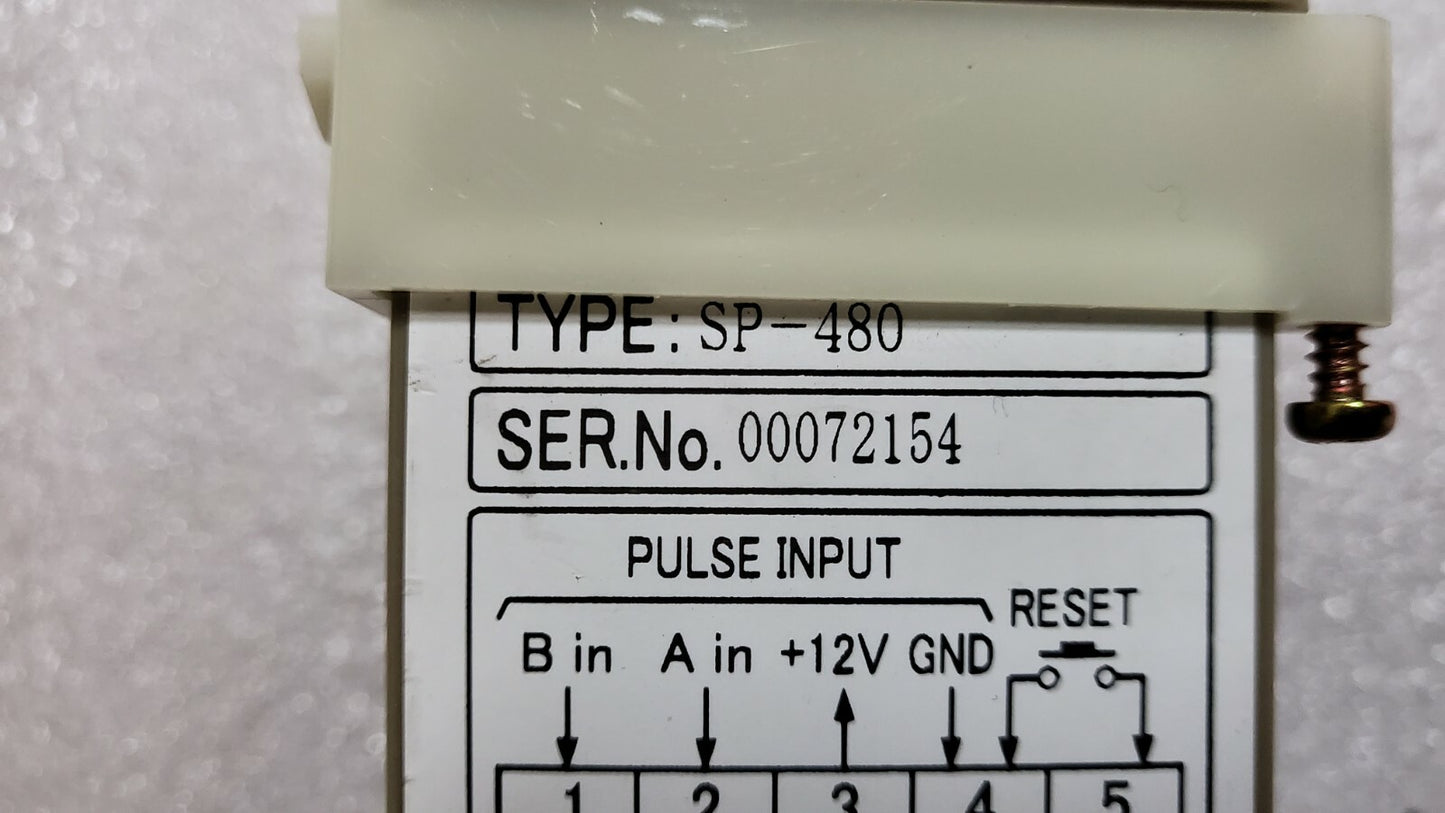 TYPE: SP-480
SER.No. 00072154
PULSE INPUT
RESET
B in A in +12V GND
1 2 3 4 5